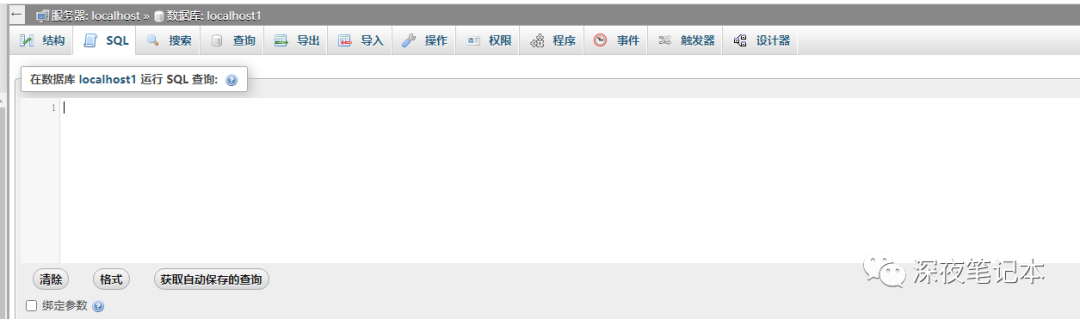 服务器: localhost » 数据库: localhost1
结构 SQL 搜索 查询 导出 导入 操作 权限 程序 事件 触发器 设计器
在数据库 localhost1 运行 SQL 查询:
1
清除 格式 获取自动保存的查询
绑定参数
深夜笔记本